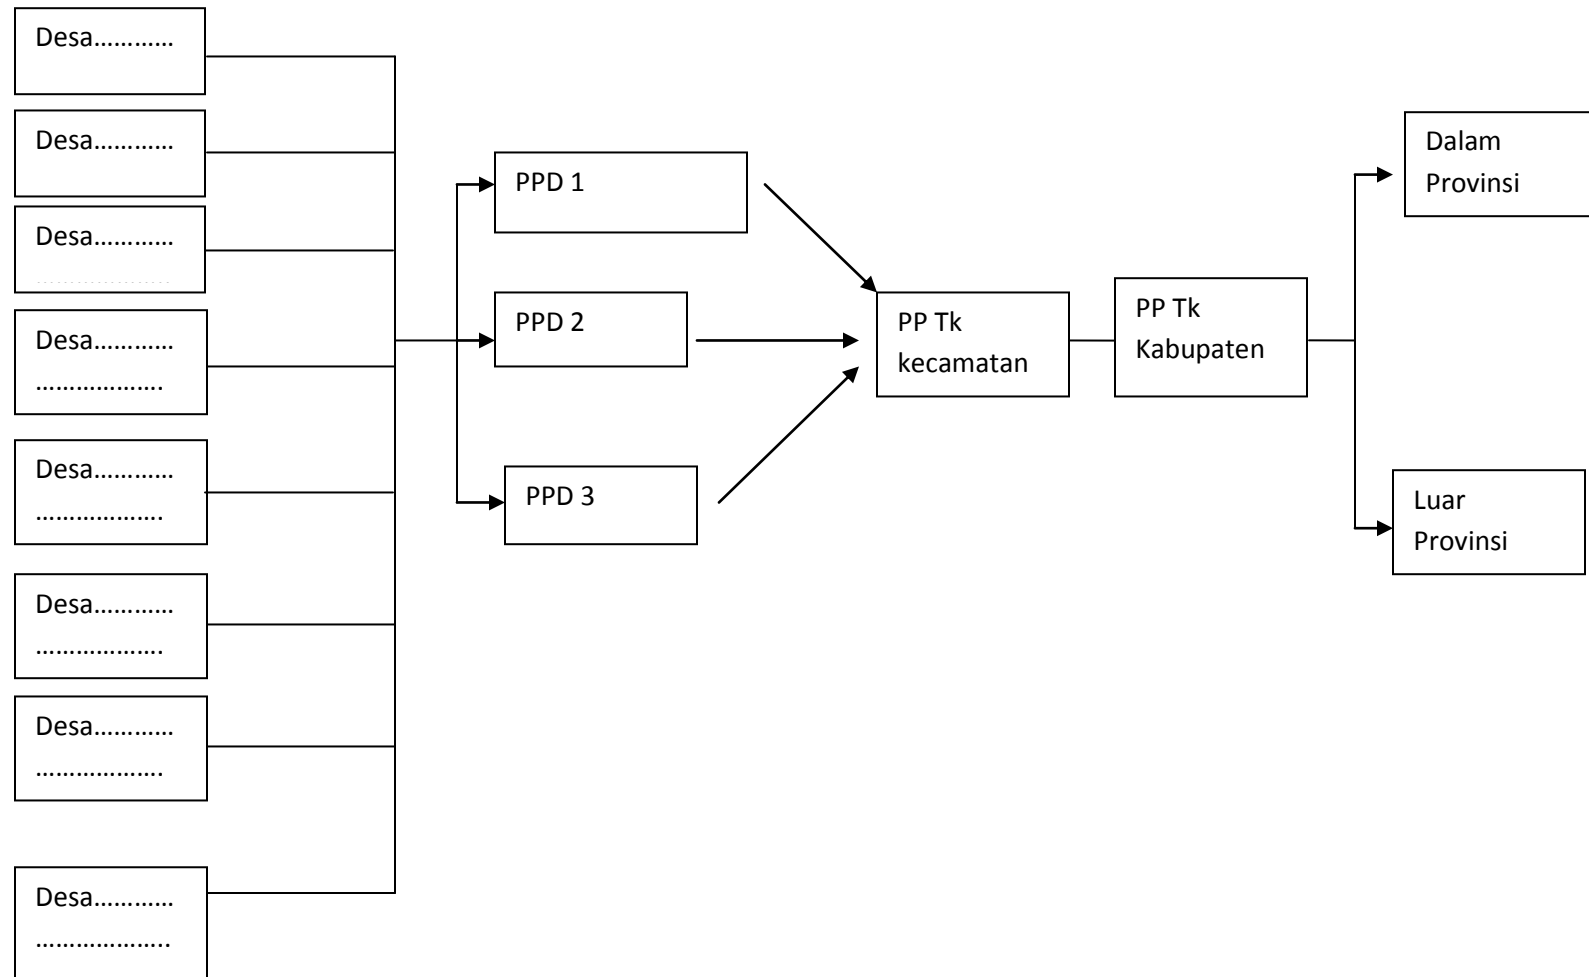 Desa…………
Desa…………
Desa…………
………………
Desa…………
……………….
Desa…………
……………….
Desa…………
……………….
Desa…………
……………….
Desa…………
………………..
PPD 1
PPD 2
PPD 3
PP Tk
kecamatan
PP Tk
Kabupaten
Dalam
Provinsi
Luar
Provinsi